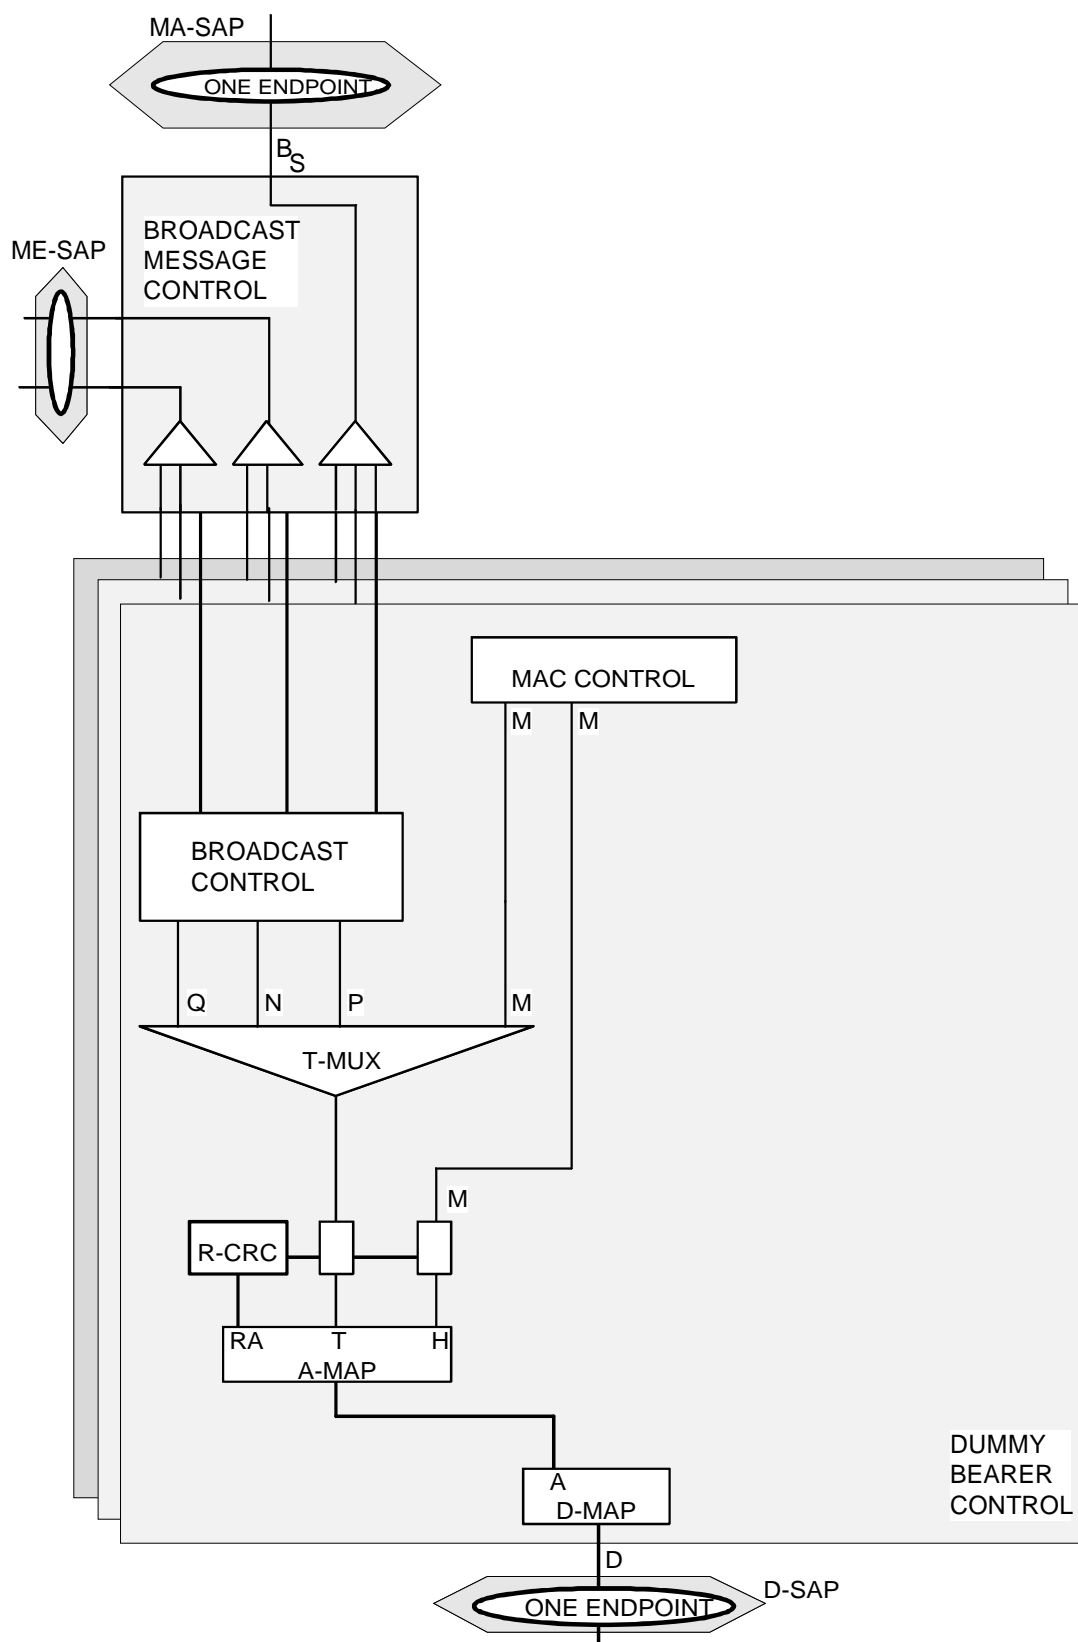 MA-SAP
ONE ENDPOINT
BS
BROADCAST
MESSAGE
CONTROL
ME-SAP
MAC CONTROL
M
M
BROADCAST
CONTROL
Q
N
P
M
T-MUX
M
R-CRC
RA
T
H
A-MAP
A
D-MAP
DUMMY
BEARER
CONTROL
D
D-SAP
ONE ENDPOINT